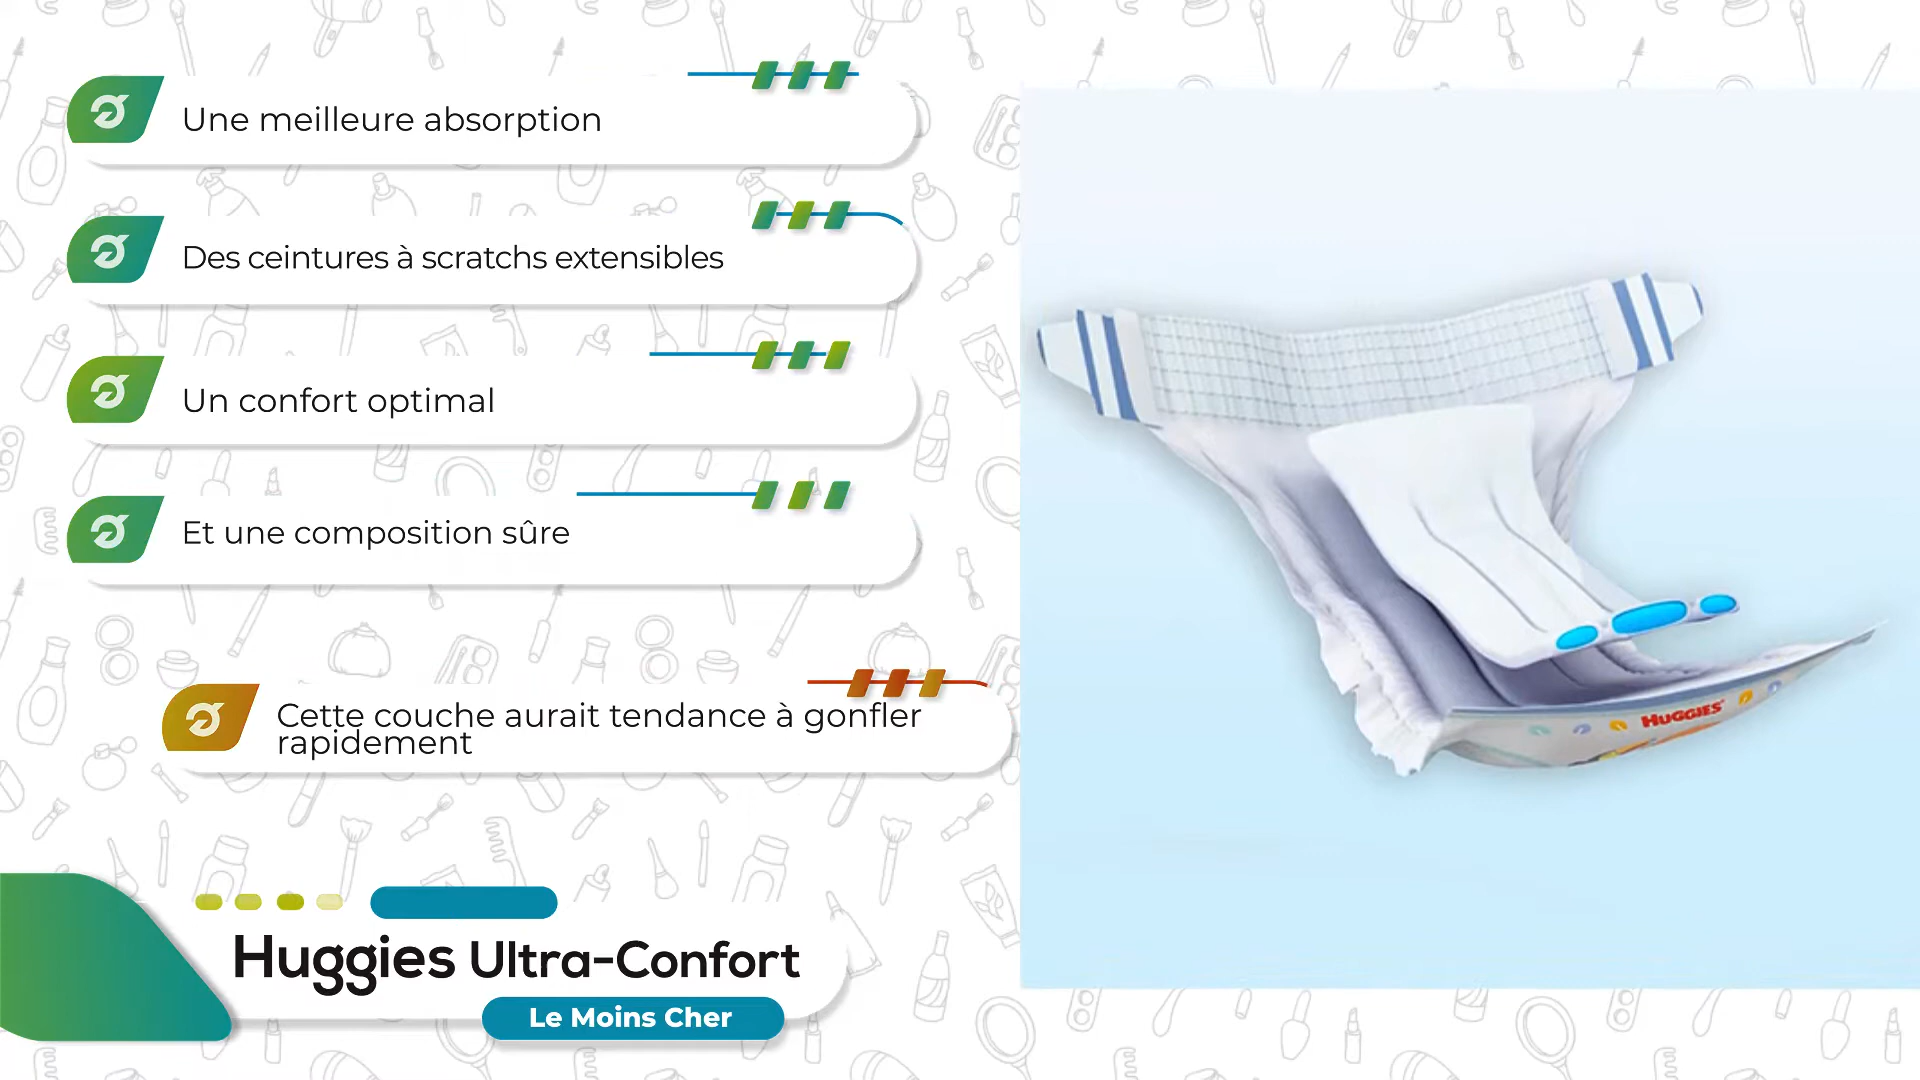 Une meilleure absorption
Des ceintures à scratchs extensibles
Un confort optimal
Et une composition sûre
Cette couche aurait tendance à gonfler
rapidement
Huggies Ultra-Confort
Le Moins Cher
HUGGIES